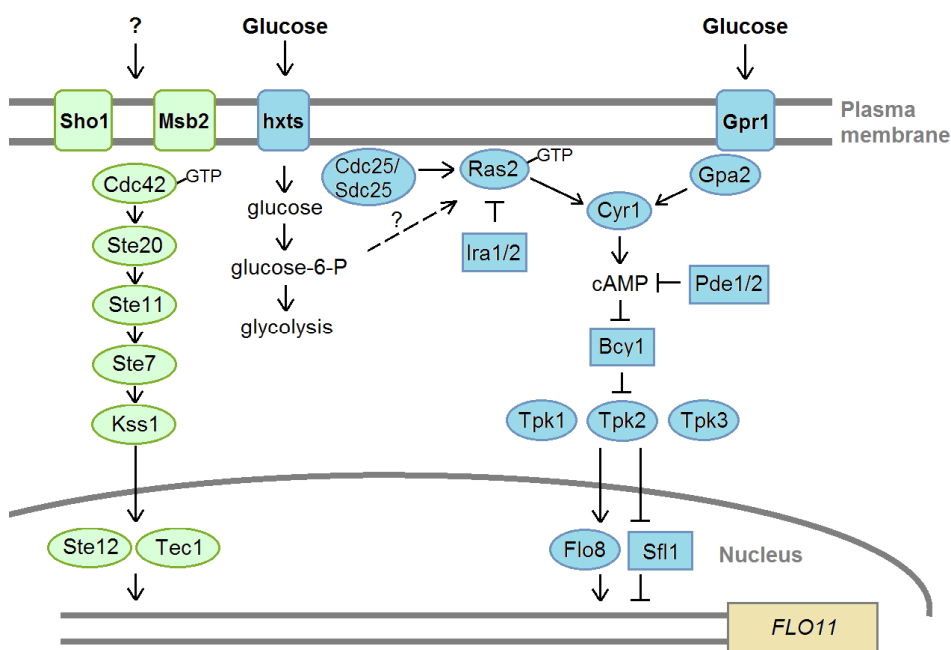 ?
Glucose
Glucose
Sho1
Msb2
hxts
Gpr1
Plasma
membrane
Cdc42
GTP
Cdc25/
Sdc25
Ras2
GTP
Gpa2
glucose
Cyr1
?
Ste20
Ira1/2
glucose-6-P
cAMP
Pde1/2
Ste11
glycolysis
Bcy1
Ste7
Kss1
Tpk1
Tpk2
Tpk3
Ste12
Tec1
Flo8
Sfl1
Nucleus
FLO11